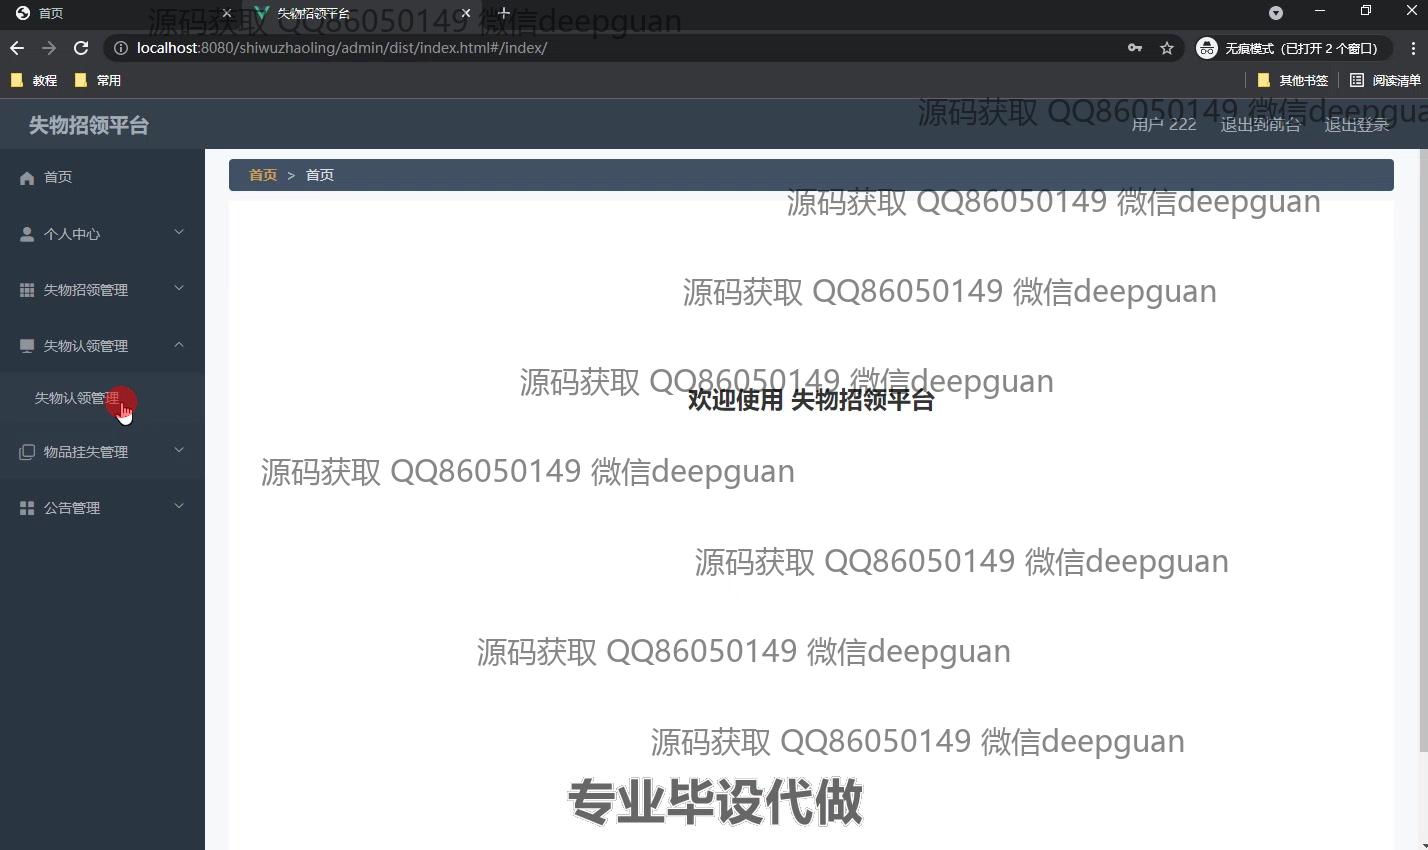 首页
失物招领平台
源码获取 QQ86050149 微信deepguan
localhost:8080/shiwuzhaoling/admin/dist/index.html#/index/
无痕模式（已打开 2 个窗口）
教程
常用
其他书签
阅读清单
失物招领平台
源码获取 QQ86050149 微信deepgua
用户 222
退出到前台
退出登录
首页
个人中心
失物招领管理
失物认领管理
失物认领管理
物品挂失管理
公告管理
首页 > 首页
源码获取 QQ86050149 微信deepguan
源码获取 QQ86050149 微信deepguan
源码获取 QQ86050149 微信deepguan
欢迎使用 失物招领平台
源码获取 QQ86050149 微信deepguan
源码获取 QQ86050149 微信deepguan
源码获取 QQ86050149 微信deepguan
源码获取 QQ86050149 微信deepguan
专业毕设代做